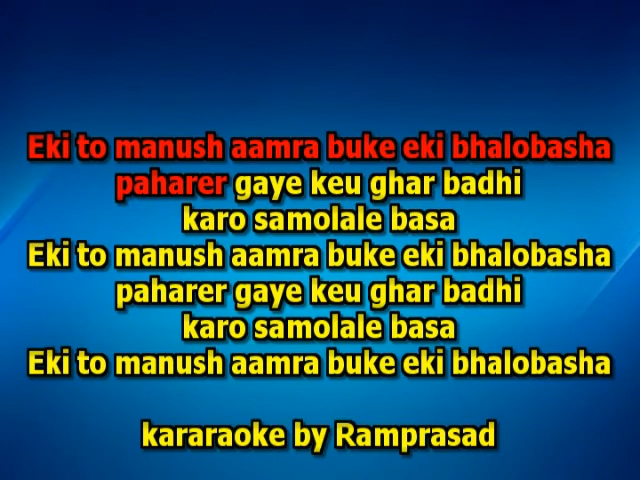 Eki to manush aamra buke eki bhalobasha
paharer gaye keu ghar badhi
karo samolale basa
Eki to manush aamra buke eki bhalobasha
paharer gaye keu ghar badhi
karo samolale basa
Eki to manush aamra buke eki bhalobasha
kararaoke by Ramprasad